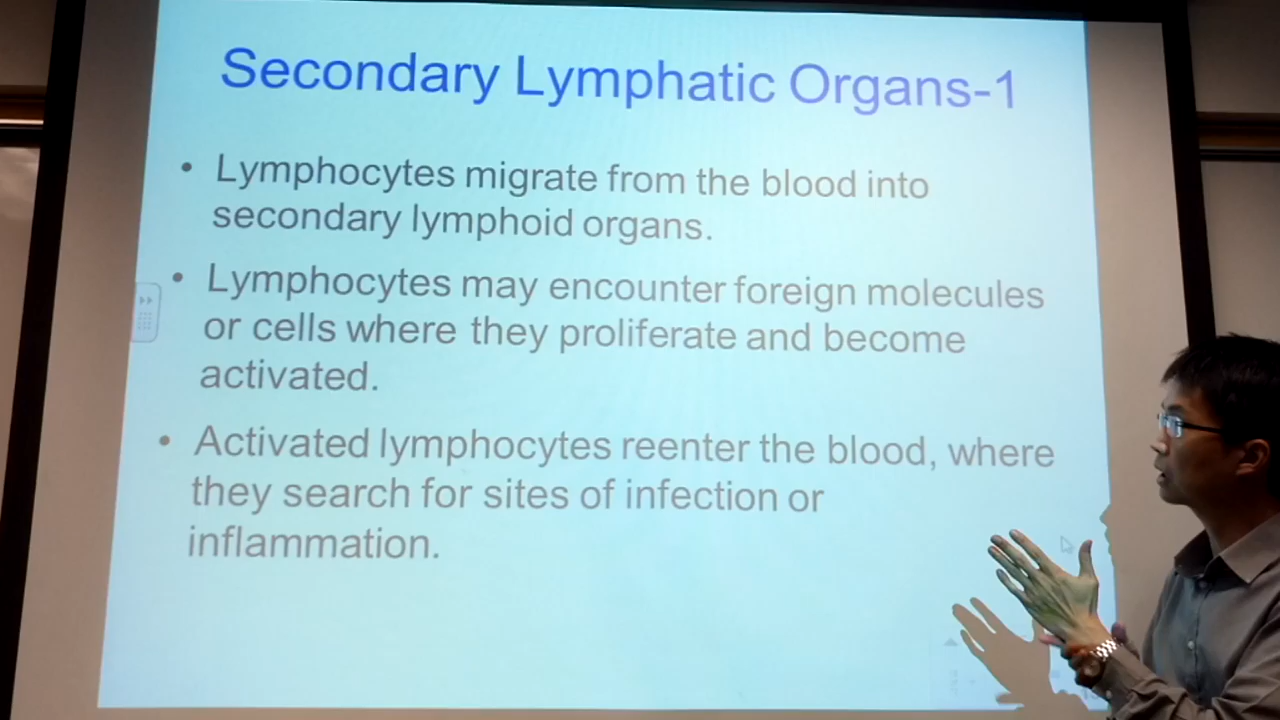 Secondary Lymphatic Organs-1
• Lymphocytes migrate from the blood into
secondary lymphoid organs.
• Lymphocytes may encounter foreign molecules
or cells where they proliferate and become
activated.
• Activated lymphocytes reenter the blood, where
they search for sites of infection or
inflammation.